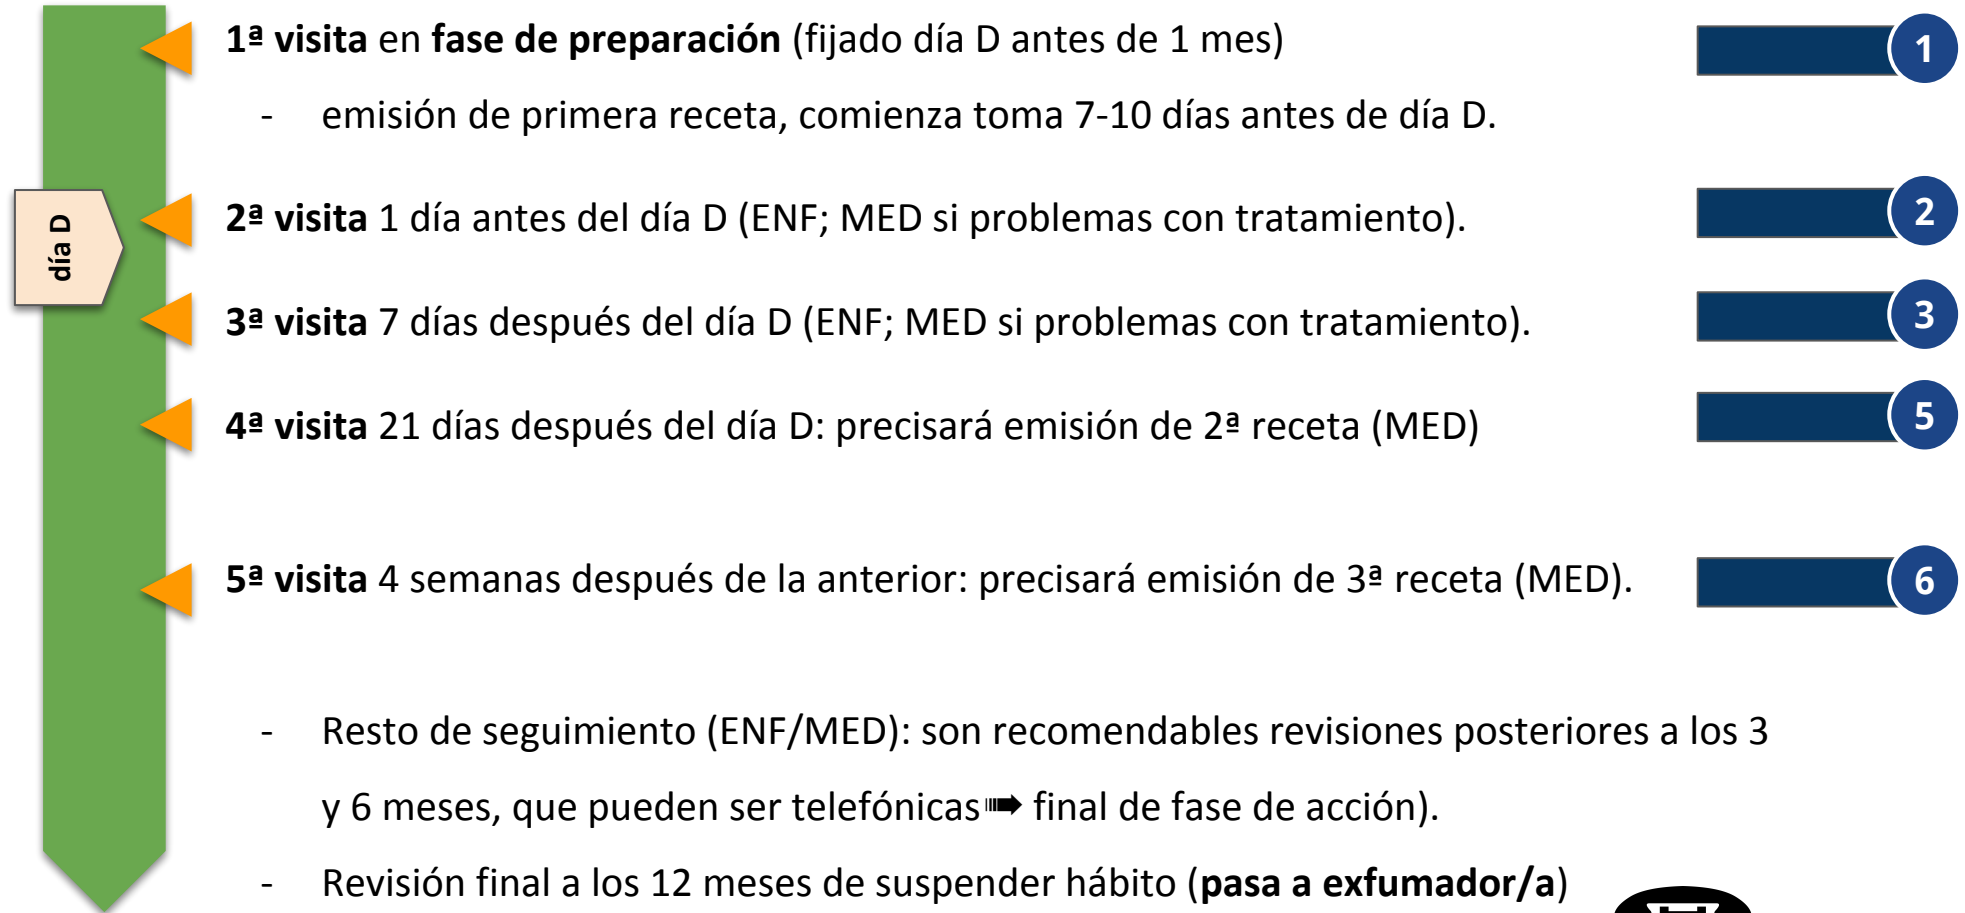 1ª visita en fase de preparación (fijado día D antes de 1 mes)
1
- emisión de primera receta, comienza toma 7-10 días antes de día D.
día D
2ª visita 1 día antes del día D (ENF; MED si problemas con tratamiento).
2
3ª visita 7 días después del día D (ENF; MED si problemas con tratamiento).
3
4ª visita 21 días después del día D: precisará emisión de 2ª receta (MED)
5
5ª visita 4 semanas después de la anterior: precisará emisión de 3ª receta (MED).
6
- Resto de seguimiento (ENF/MED): son recomendables revisiones posteriores a los 3
y 6 meses, que pueden ser telefónicas➠ final de fase de acción).
- Revisión final a los 12 meses de suspender hábito (pasa a exfumador/a)